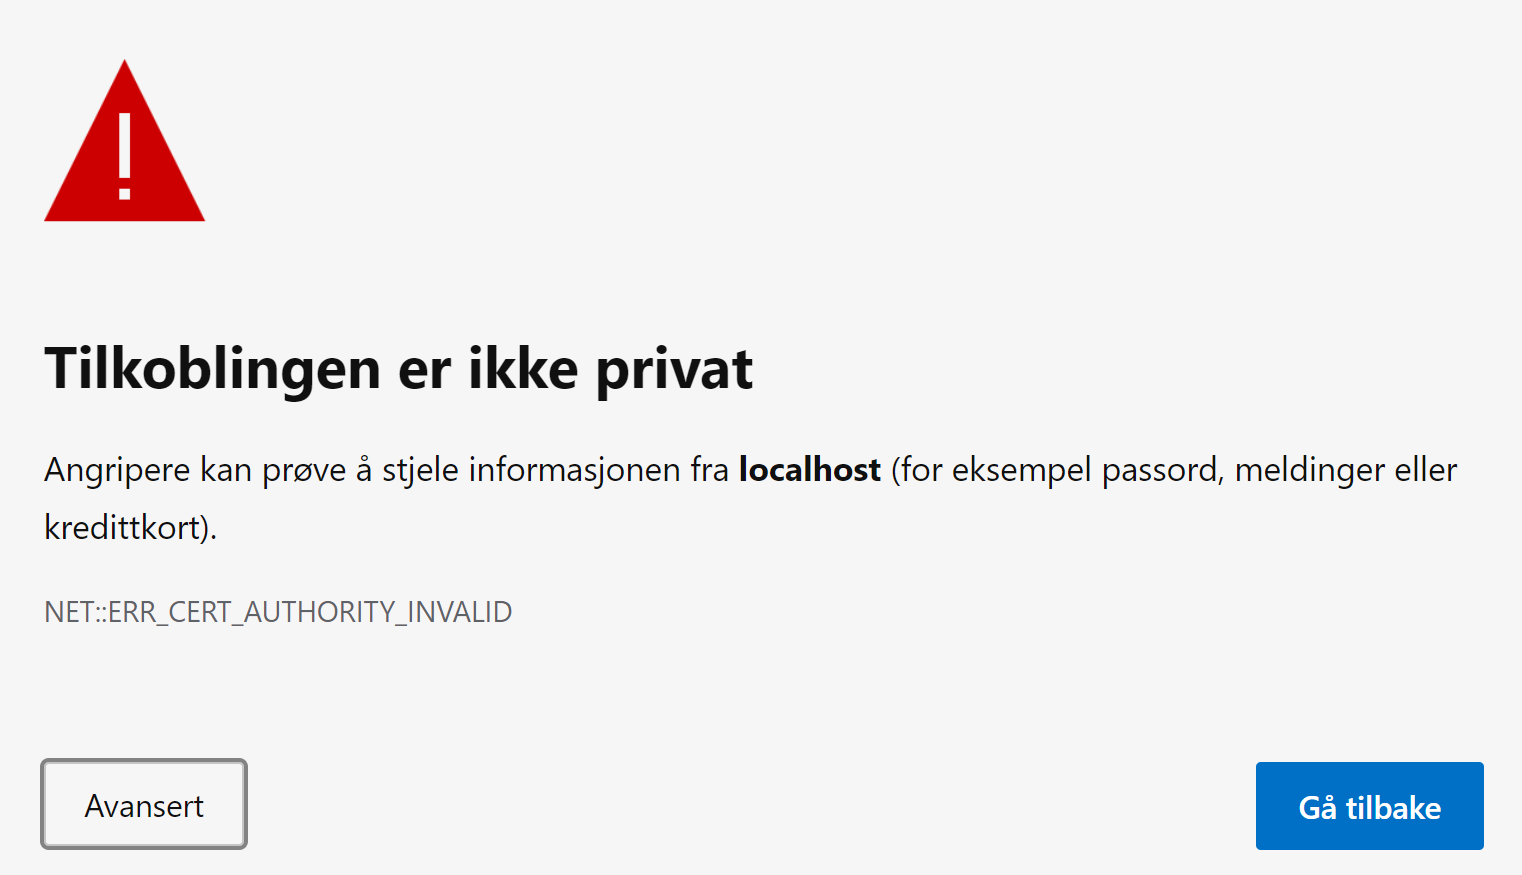 !
Tilkoblingen er ikke privat
Angripere kan prøve å stjele informasjonen fra localhost (for eksempel passord, meldinger eller
kredittkort).
NET::ERR_CERT_AUTHORITY_INVALID
Avansert
Gå tilbake